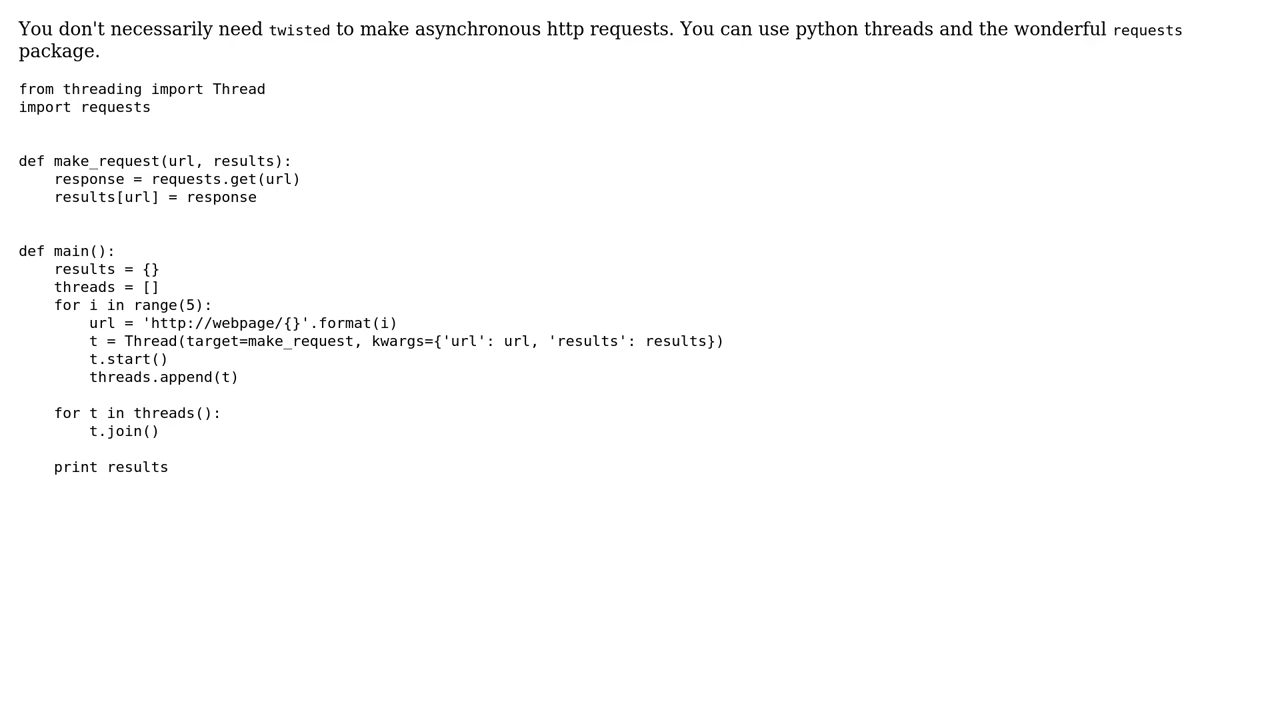 You don't necessarily need twisted to make asynchronous http requests. You can use python threads and the wonderful requests
package.
from threading import Thread
import requests
def make_request(url, results):
    response = requests.get(url)
    results[url] = response
def main():
    results = {}
    threads = []
    for i in range(5):
        url = 'http://webpage/{}'.format(i)
        t = Thread(target=make_request, kwargs={'url': url, 'results': results})
        t.start()
        threads.append(t)
    for t in threads():
        t.join()
    print results